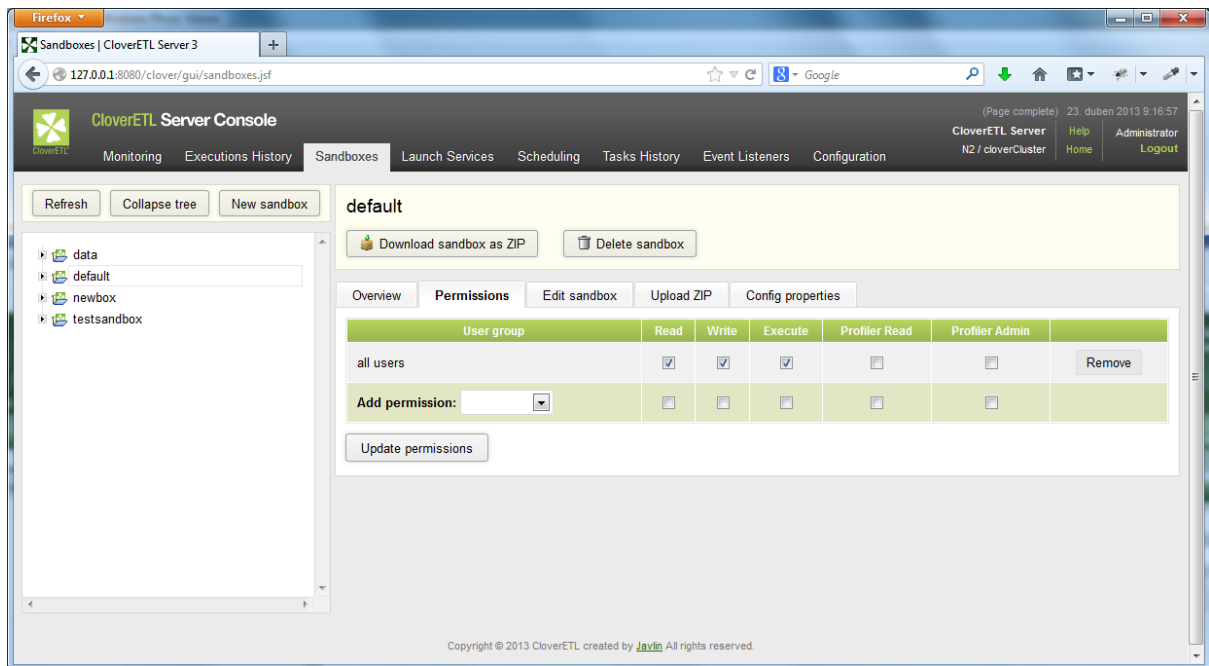 Firefox
Sandboxes | CloverETL Server 3
127.0.0.1:8080/clover/gui/sandboxes.jsf
Google
(Page complete) 23. duben 2013 9:16:57
CloverETL Server Console
CloverETL Server Help Administrator
N2 / cloverCluster Home Logout
CloverETL
Monitoring Executions History Sandboxes Launch Services Scheduling Tasks History Event Listeners Configuration
Refresh Collapse tree New sandbox
data
default
newbox
testsandbox
default
Download sandbox as ZIP Delete sandbox
Overview Permissions Edit sandbox Upload ZIP Config properties
User group Read Write Execute Profiler Read Profiler Admin
all users Remove
Add permission:
Update permissions
Copyright © 2013 CloverETL created by Javlin All rights reserved.